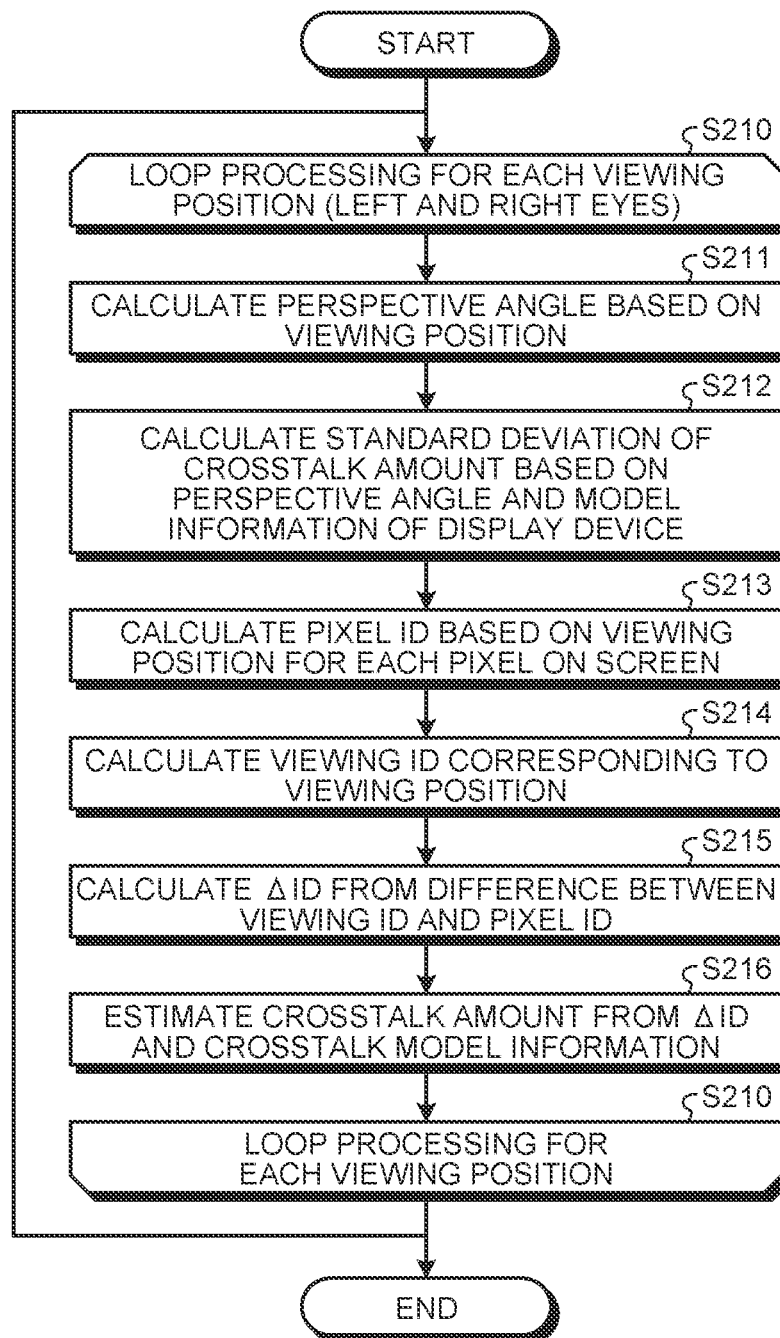 START
S210
LOOP PROCESSING FOR EACH VIEWING
POSITION (LEFT AND RIGHT EYES)
S211
CALCULATE PERSPECTIVE ANGLE BASED ON
VIEWING POSITION
S212
CALCULATE STANDARD DEVIATION OF
CROSSTALK AMOUNT BASED ON
PERSPECTIVE ANGLE AND MODEL
INFORMATION OF DISPLAY DEVICE
S213
CALCULATE PIXEL ID BASED ON VIEWING
POSITION FOR EACH PIXEL ON SCREEN
S214
CALCULATE VIEWING ID CORRESPONDING TO
VIEWING POSITION
S215
CALCULATE Δ ID FROM DIFFERENCE BETWEEN
VIEWING ID AND PIXEL ID
S216
ESTIMATE CROSSTALK AMOUNT FROM Δ ID
AND CROSSTALK MODEL INFORMATION
S210
LOOP PROCESSING FOR
EACH VIEWING POSITION
END